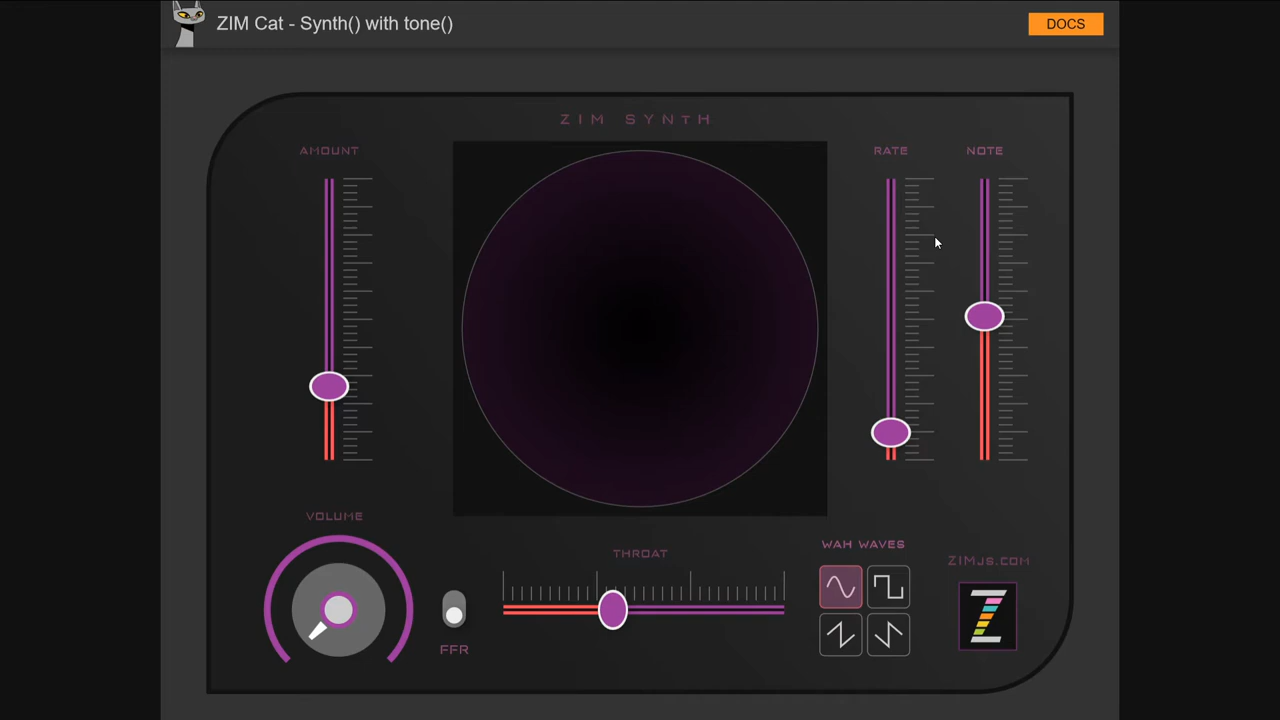 ZIM Cat - Synth() with tone()
DOCS
ZIM SYNTH
AMOUNT
RATE
NOTE
VOLUME
THROAT
WAH WAVES
ZIMJS.COM
Z
FFR